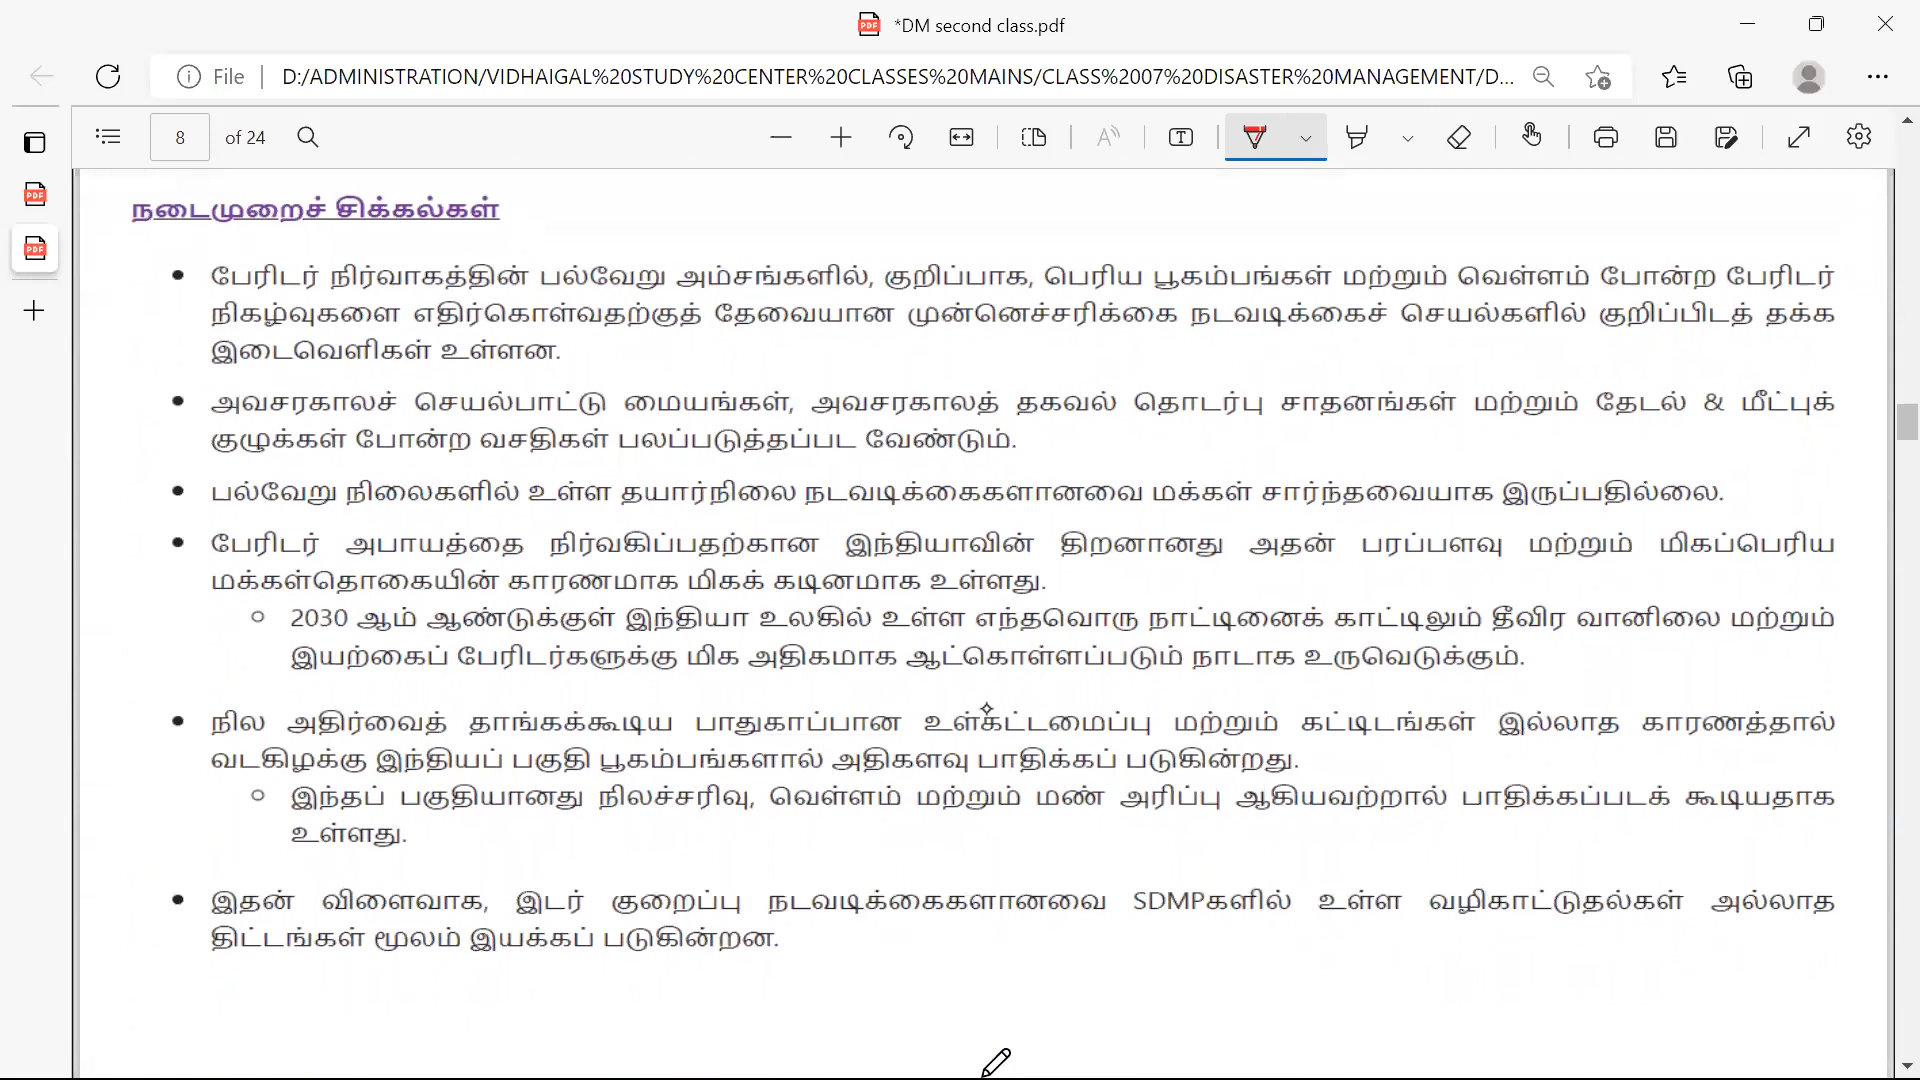 *DM second class.pdf
File
D:/ADMINISTRATION/VIDHAIGAL%20STUDY%20CENTER%20CLASSES%20MAINS/CLASS%2007%20DISASTER%20MANAGEMENT/D...
8 of 24
நடைமுறைச் சிக்கல்கள்
• பேரிடர் நிர்வாகத்தின் பல்வேறு அம்சங்களில், குறிப்பாக, பெரிய பூகம்பங்கள் மற்றும் வெள்ளம் போன்ற பேரிடர்
நிகழ்வுகளை எதிர்கொள்வதற்குத் தேவையான முன்னெச்சரிக்கை நடவடிக்கைச் செயல்களில் குறிப்பிடத் தக்க
இடைவெளிகள் உள்ளன.
• அவசரகாலச் செயல்பாட்டு மையங்கள், அவசரகாலத் தகவல் தொடர்பு சாதனங்கள் மற்றும் தேடல் & மீட்புக்
குழுக்கள் போன்ற வசதிகள் பலப்படுத்தப்பட வேண்டும்.
• பல்வேறு நிலைகளில் உள்ள தயார்நிலை நடவடிக்கைகளானவை மக்கள் சார்ந்தவையாக இருப்பதில்லை.
• பேரிடர் அபாயத்தை நிர்வகிப்பதற்கான இந்தியாவின் திறனானது அதன் பரப்பளவு மற்றும் மிகப்பெரிய
மக்கள்தொகையின் காரணமாக மிகக் கடினமாக உள்ளது.
○ 2030 ஆம் ஆண்டுக்குள் இந்தியா உலகில் உள்ள எந்தவொரு நாட்டினைக் காட்டிலும் தீவிர வானிலை மற்றும்
இயற்கைப் பேரிடர்களுக்கு மிக அதிகமாக ஆட்கொள்ளப்படும் நாடாக உருவெடுக்கும்.
• நில அதிர்வைத் தாங்கக்கூடிய பாதுகாப்பான உள்கட்டமைப்பு மற்றும் கட்டிடங்கள் இல்லாத காரணத்தால்
வடகிழக்கு இந்தியப் பகுதி பூகம்பங்களால் அதிகளவு பாதிக்கப் படுகின்றது.
○ இந்தப் பகுதியானது நிலச்சரிவு, வெள்ளம் மற்றும் மண் அரிப்பு ஆகியவற்றால் பாதிக்கப்படக் கூடியதாக
உள்ளது.
• இதன் விளைவாக, இடர் குறைப்பு நடவடிக்கைகளானவை SDMPகளில் உள்ள வழிகாட்டுதல்கள் அல்லாத
திட்டங்கள் மூலம் இயக்கப் படுகின்றன.